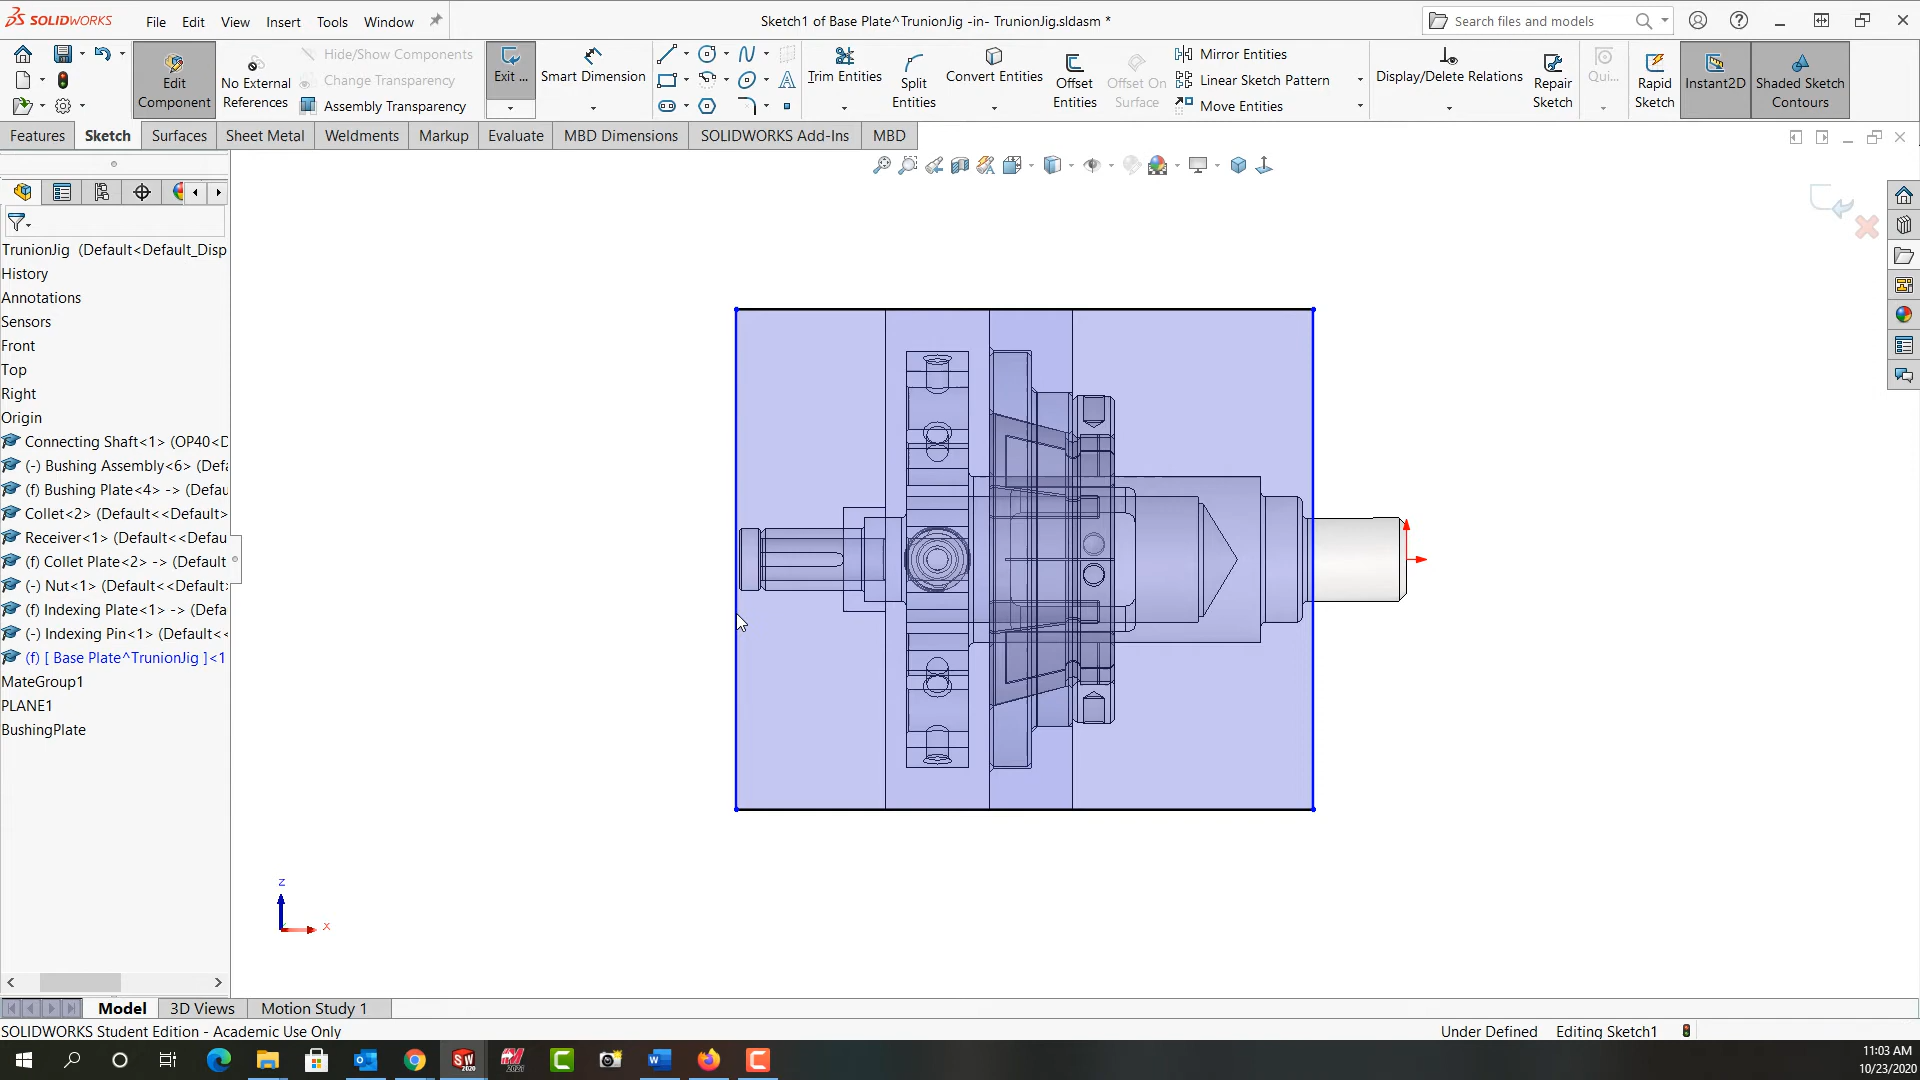 SOLIDWORKS
File
Edit
View
Insert
Tools
Window
Sketch1 of Base Plate^TrunionJig -in- TrunionJig.sldasm *
Search files and models
Edit Component
No External References
Hide/Show Components
Change Transparency
Assembly Transparency
Exit ...
Smart Dimension
Trim Entities
Split Entities
Convert Entities
Offset Entities
Offset On Surface
Mirror Entities
Linear Sketch Pattern
Move Entities
Display/Delete Relations
Repair Sketch
Qui...
Rapid Sketch
Instant2D
Shaded Sketch Contours
Features
Sketch
Surfaces
Sheet Metal
Weldments
Markup
Evaluate
MBD Dimensions
SOLIDWORKS Add-Ins
MBD
TrunionJig (Default<Default_Disp
History
Annotations
Sensors
Front
Top
Right
Origin
Connecting Shaft<1> (OP40<D
(-) Bushing Assembly<6> (Defa
(f) Bushing Plate<4> -> (Defau
Collet<2> (Default<<Default>
Receiver<1> (Default<<Defau
(f) Collet Plate<2> -> (Default
(-) Nut<1> (Default<<Default>
(f) Indexing Plate<1> -> (Defa
(-) Indexing Pin<1> (Default<<
(f) [ Base Plate^TrunionJig ]<1
MateGroup1
PLANE1
BushingPlate
z
x
Model
3D Views
Motion Study 1
SOLIDWORKS Student Edition - Academic Use Only
Under Defined
Editing Sketch1
11:03 AM
10/23/2020